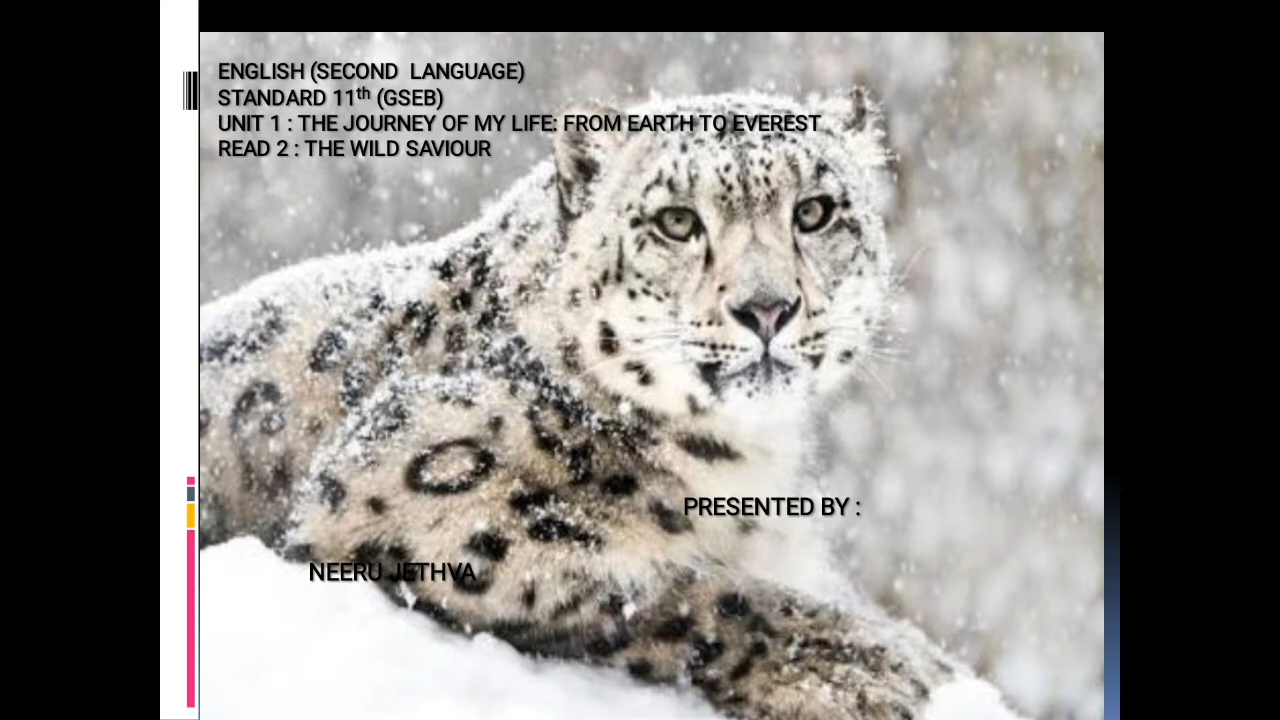 ENGLISH (SECOND LANGUAGE)
STANDARD 11th (GSEB)
UNIT 1 : THE JOURNEY OF MY LIFE: FROM EARTH TO EVEREST
READ 2 : THE WILD SAVIOUR
PRESENTED BY :
NEERU JETHVA